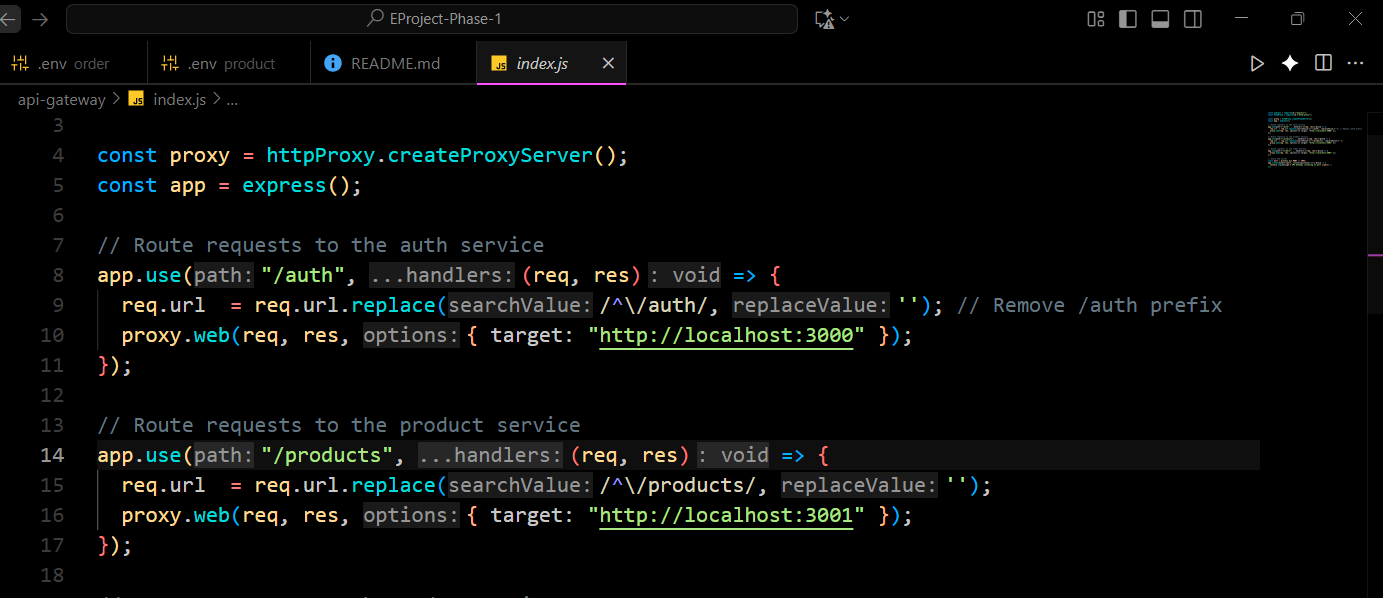 EProject-Phase-1
.env order
.env product
README.md
index.js
api-gateway > index.js > ...
3
4 const proxy = httpProxy.createProxyServer();
5 const app = express();
6
7 // Route requests to the auth service
8 app.use(path: "/auth", ...handlers: (req, res) : void => {
9 req.url = req.url.replace(searchValue: /^\/auth/, replaceValue: ''); // Remove /auth prefix
10 proxy.web(req, res, options: { target: "http://localhost:3000" });
11 });
12
13 // Route requests to the product service
14 app.use(path: "/products", ...handlers: (req, res) : void => {
15 req.url = req.url.replace(searchValue: /^\/products/, replaceValue: '');
16 proxy.web(req, res, options: { target: "http://localhost:3001" });
17 });
18